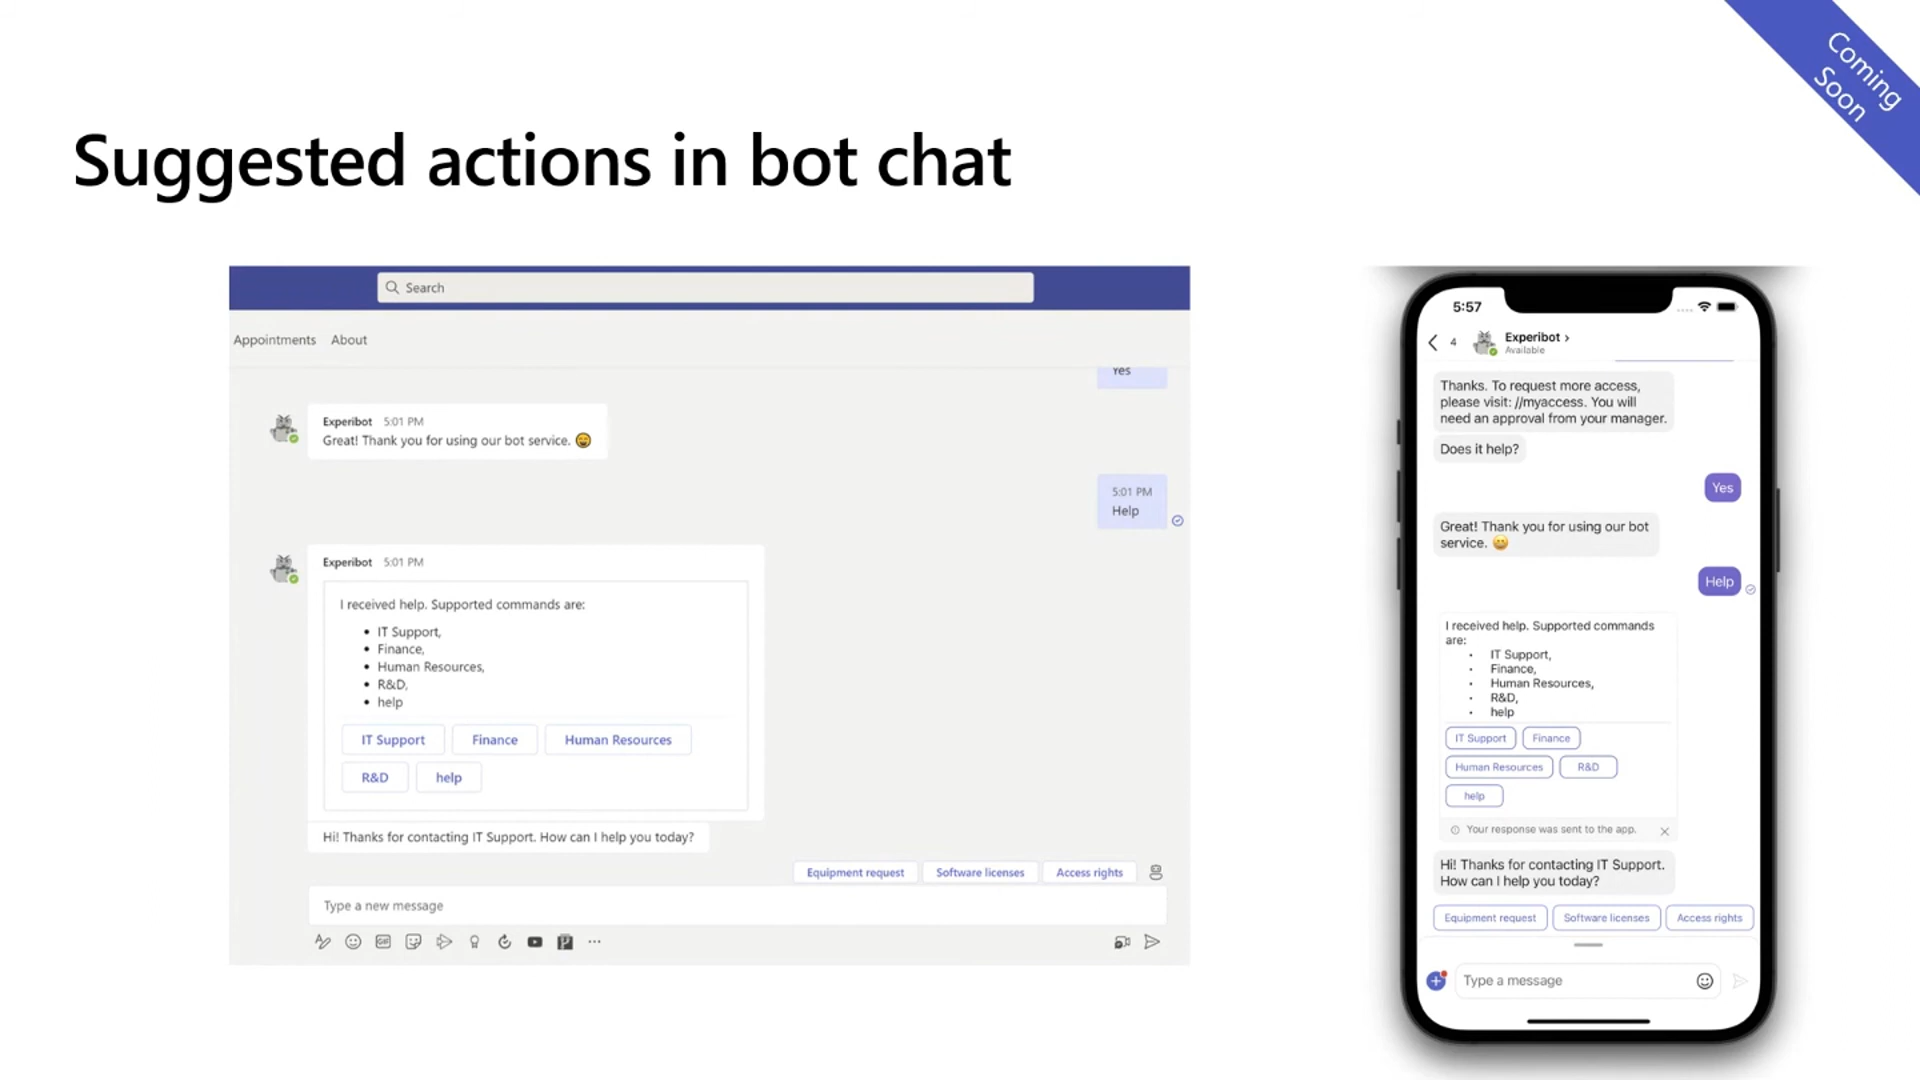 Coming
Soon
Suggested actions in bot chat
Search
Appointments About
Yes
Experibot 5:01 PM
Great! Thank you for using our bot service.
5:01 PM
Help
Experibot 5:01 PM
I received help. Supported commands are:
• IT Support,
• Finance,
• Human Resources,
• R&D,
• help
IT Support Finance Human Resources
R&D help
Hi! Thanks for contacting IT Support. How can I help you today?
Equipment request Software licenses Access rights
Type a new message
GIF
5:57
4 Experibot ›
Available
Thanks. To request more access,
please visit: //myaccess. You will
need an approval from your manager.
Does it help?
Yes
Great! Thank you for using our bot
service.
Help
I received help. Supported commands
are:
• IT Support,
• Finance,
• Human Resources,
• R&D,
• help
IT Support Finance
Human Resources R&D
help
Your response was sent to the app.
Hi! Thanks for contacting IT Support.
How can I help you today?
Equipment request Software licenses Access rights
Type a message